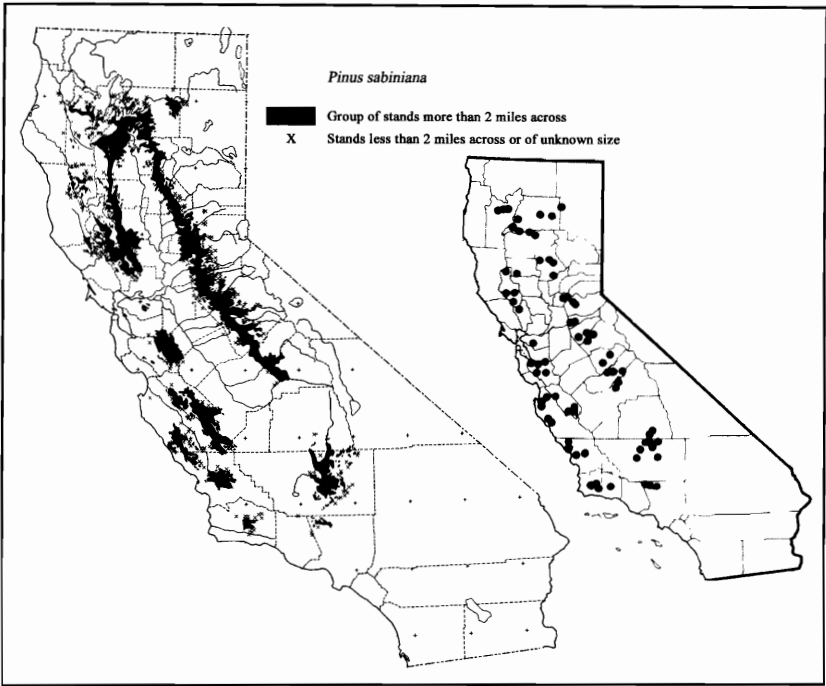 Pinus sabiniana
Group of stands more than 2 miles across
X Stands less than 2 miles across or of unknown size